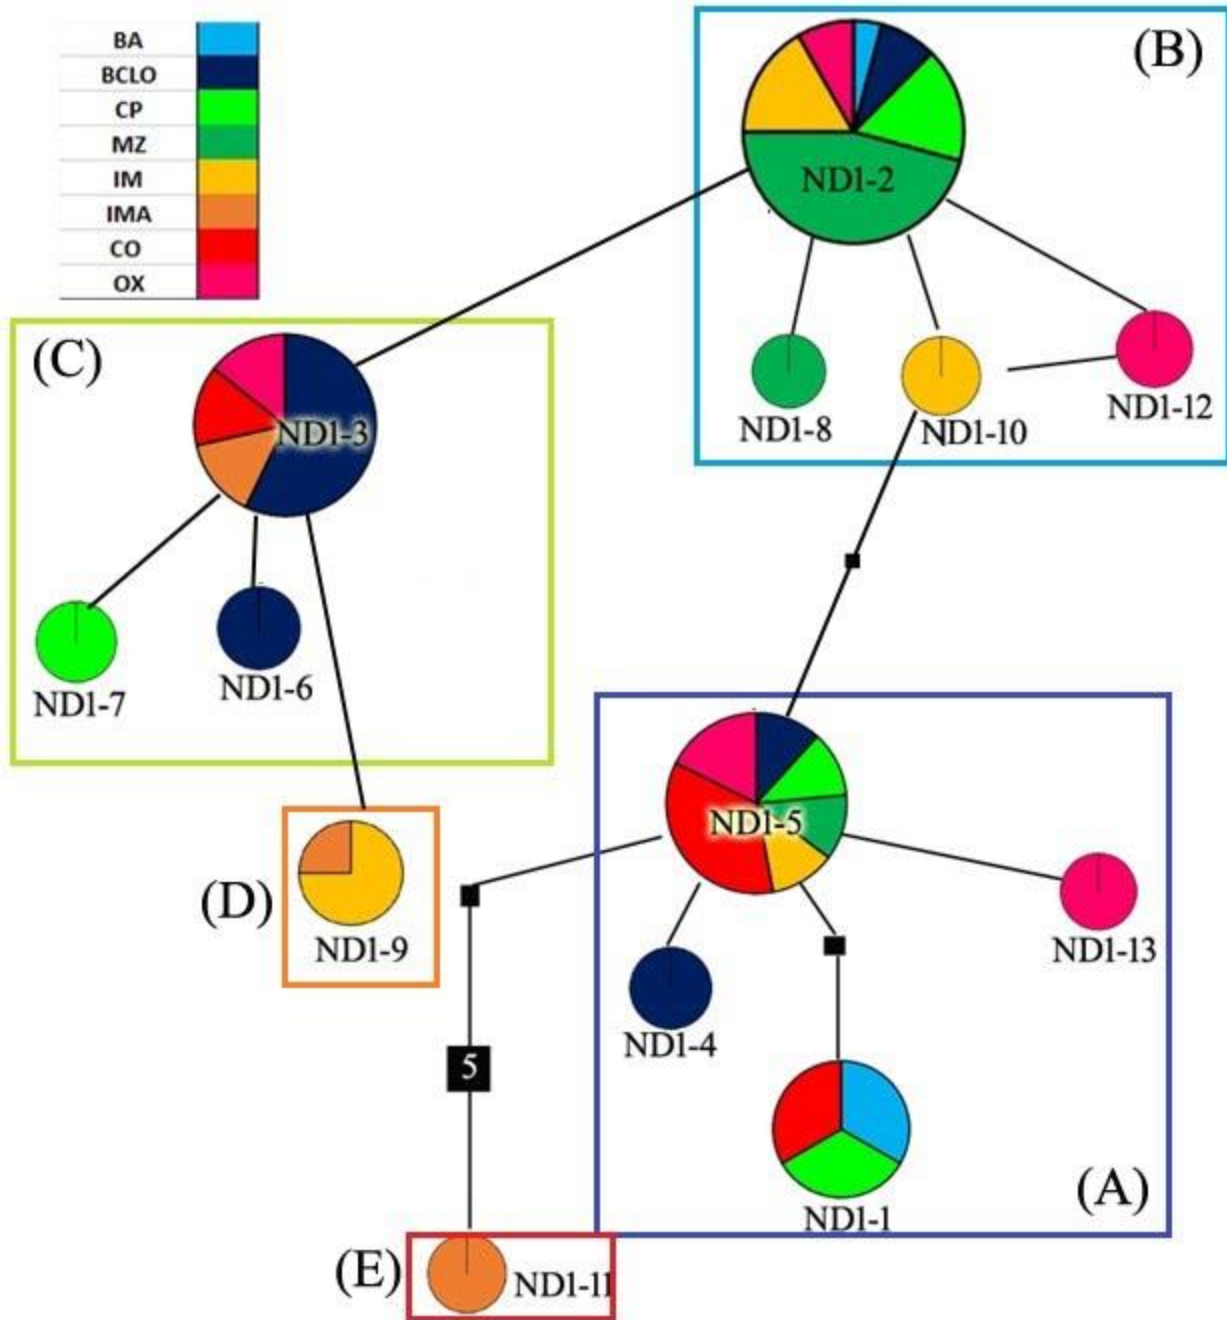 BA
BCLO
CP
MZ
IM
IMA
CO
OX
(B)
ND1-2
ND1-8
ND1-10
ND1-12
(C)
ND1-3
ND1-7
ND1-6
(D)
ND1-9
ND1-5
ND1-13
ND1-4
5
ND1-1
(A)
(E)
ND1-11